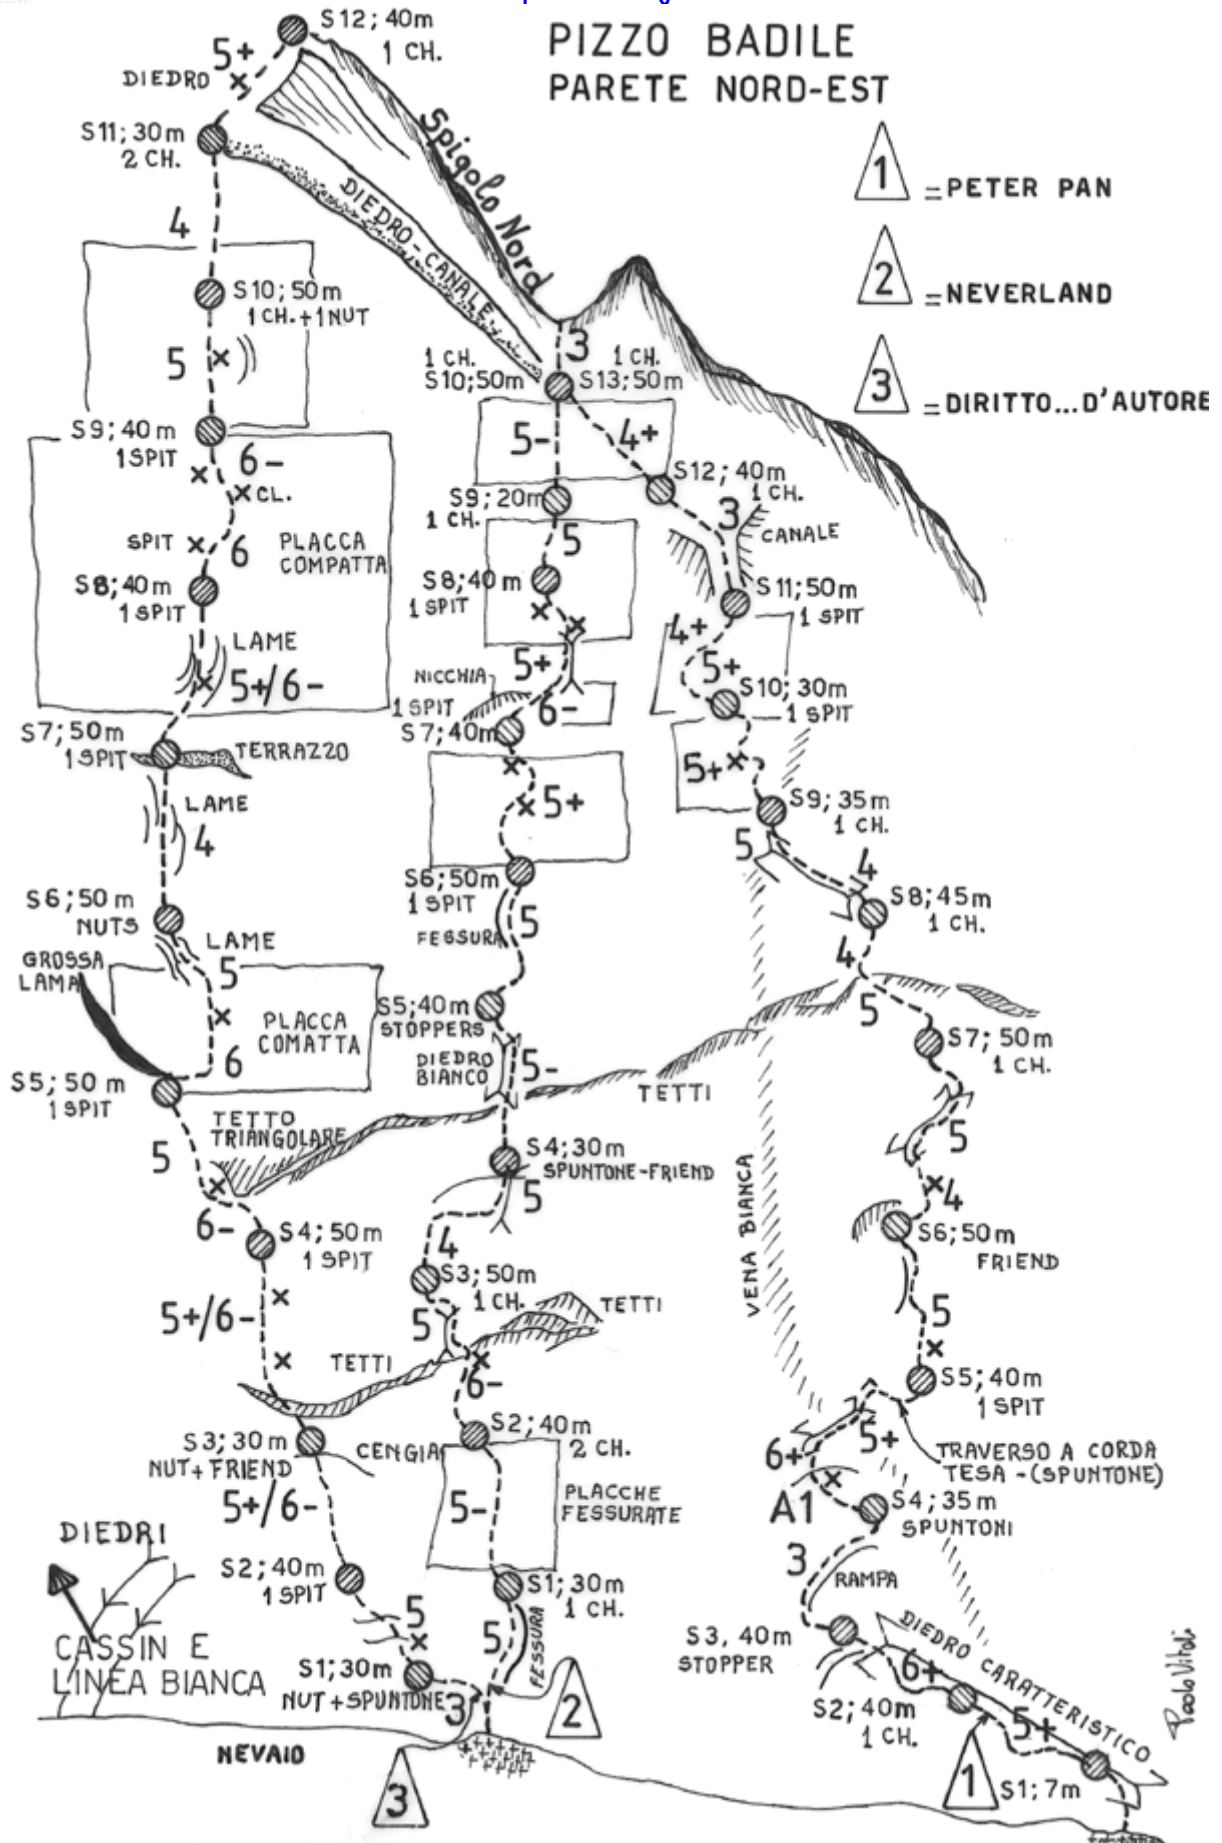 S12; 40m
1 CH.
PIZZO BADILE
PARETE NORD-EST
5+
DIEDRO
S11; 30m
2 CH.
Spigolo Nord
DIEDRO-CANALE
1 = PETER PAN
2 = NEVERLAND
3 = DIRITTO...D'AUTORE
4
S10; 50m
1 CH.+1NUT
5
3
1 CH.
S10; 50m
1 CH.
S13; 50m
S9; 40m
1 SPIT
6-
CL.
5-
4+
S12; 40m
1 CH.
S9; 20m
1 CH.
3
CANALE
SPIT
6
PLACCA
COMPATTA
5
S8; 40m
1 SPIT
S8; 40m
1 SPIT
S11; 50m
1 SPIT
4+
LAME
5+/6-
NICCHIA
5+
6-
5+
S10; 30m
1 SPIT
1 SPIT
S7; 40m
S7; 50m
1 SPIT
TERRAZZO
5+
5+
S9; 35m
1 CH.
LAME
4
5
4
S6; 50m
1 SPIT
S6; 50m
NUTS
S8; 45m
1 CH.
5
FESSURA
LAME
5
GROSSA
LAMA
4
5
S5; 40m
STOPPERS
PLACCA
COMATTA
6
S7; 50m
1 CH.
DIEDRO
BIANCO
5-
S5; 50m
1 SPIT
TETTI
TETTO
TRIANGOLARE
5
5
S4; 30m
SPUNTONE-FRIEND
5
4
6-
S4; 50m
1 SPIT
4
VENA BIANCA
S6; 50m
FRIEND
S3; 50m
1 CH.
TETTI
5+/6-
5
5
TETTI
6-
S5; 40m
1 SPIT
S3; 30m
NUT+FRIEND
CENGIA
S2; 40m
2 CH.
6+
5+
TRAVERSO A CORDA
TESA-(SPUNTONE)
5+/6-
5-
PLACCHE
FESSURATE
A1
S4; 35m
SPUNTONI
DIEDRI
S2; 40m
1 SPIT
3
RAMPA
S1; 30m
1 CH.
5
5
FESSURA
S3, 40m
STOPPER
DIEDRO CARATTERISTICO
6+
CASSIN E
LINEA BIANCA
S1; 30m
NUT+SPUNTONE
3
S2; 40m
1 CH.
5+
Paolo Vitali
NEVAIO
2
3
1
S1; 7m